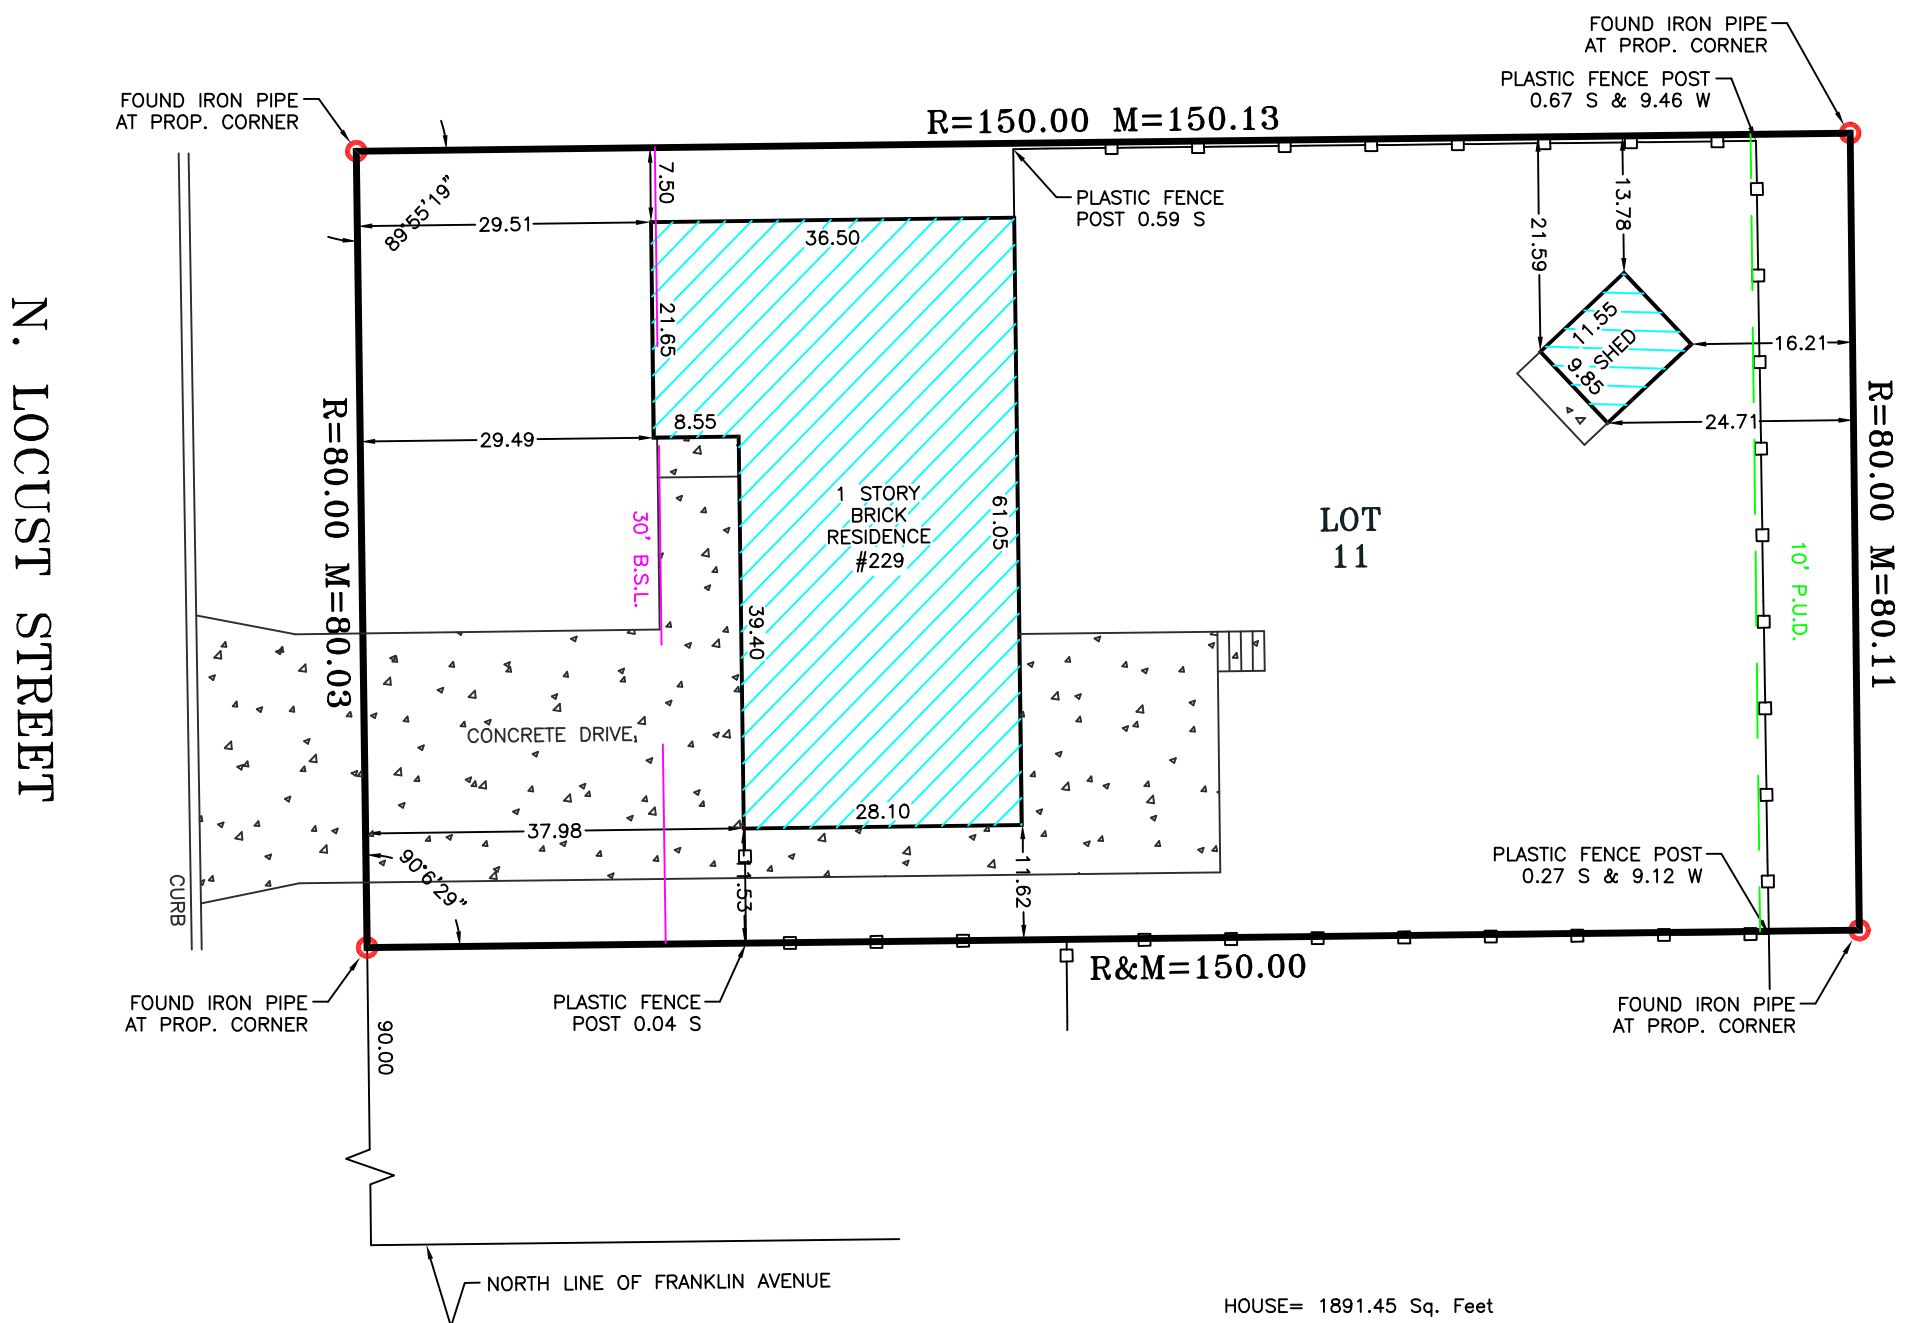 FOUND IRON PIPE
AT PROP. CORNER
PLASTIC FENCE POST
0.67 S & 9.46 W
FOUND IRON PIPE
AT PROP. CORNER
R=150.00 M=150.13
7.50
PLASTIC FENCE
POST 0.59 S
89°55'19"
29.51
36.50
13.78
21.59
21.65
11.55
SHED
9.85
16.21
24.71
8.55
29.49
N. LOCUST STREET
R=80.00 M=80.03
30' B.S.L.
1 STORY
BRICK
RESIDENCE
#229
61.05
LOT
11
10' P.U.D.
R=80.00 M=80.11
39.40
CONCRETE DRIVE
28.10
37.98
90°6'29"
11.53
11.62
PLASTIC FENCE POST
0.27 S & 9.12 W
CURB
R&M=150.00
FOUND IRON PIPE
AT PROP. CORNER
PLASTIC FENCE
POST 0.04 S
FOUND IRON PIPE
AT PROP. CORNER
90.00
NORTH LINE OF FRANKLIN AVENUE
HOUSE= 1891.45 Sq. Feet